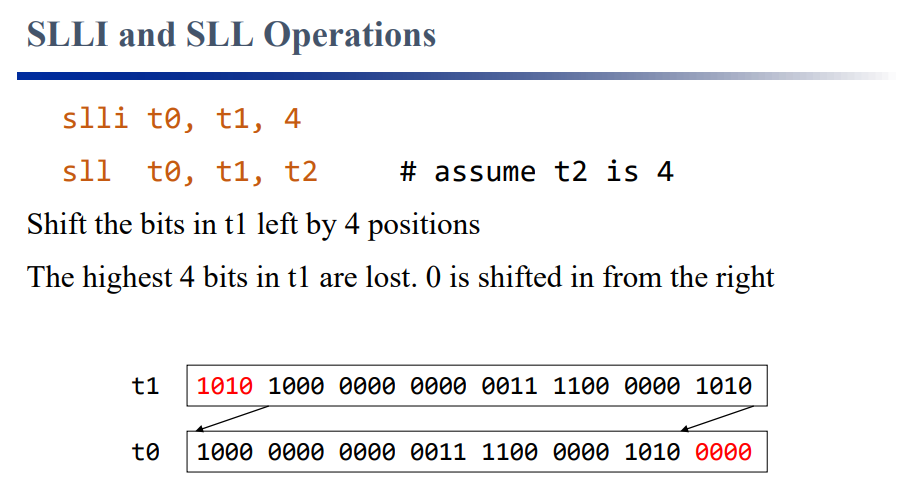 SLLI and SLL Operations
slli t0, t1, 4
sll  t0, t1, t2    # assume t2 is 4
Shift the bits in t1 left by 4 positions
The highest 4 bits in t1 are lost. 0 is shifted in from the right
t1 1010 1000 0000 0000 0011 1100 0000 1010
t0 1000 0000 0000 0011 1100 0000 1010 0000